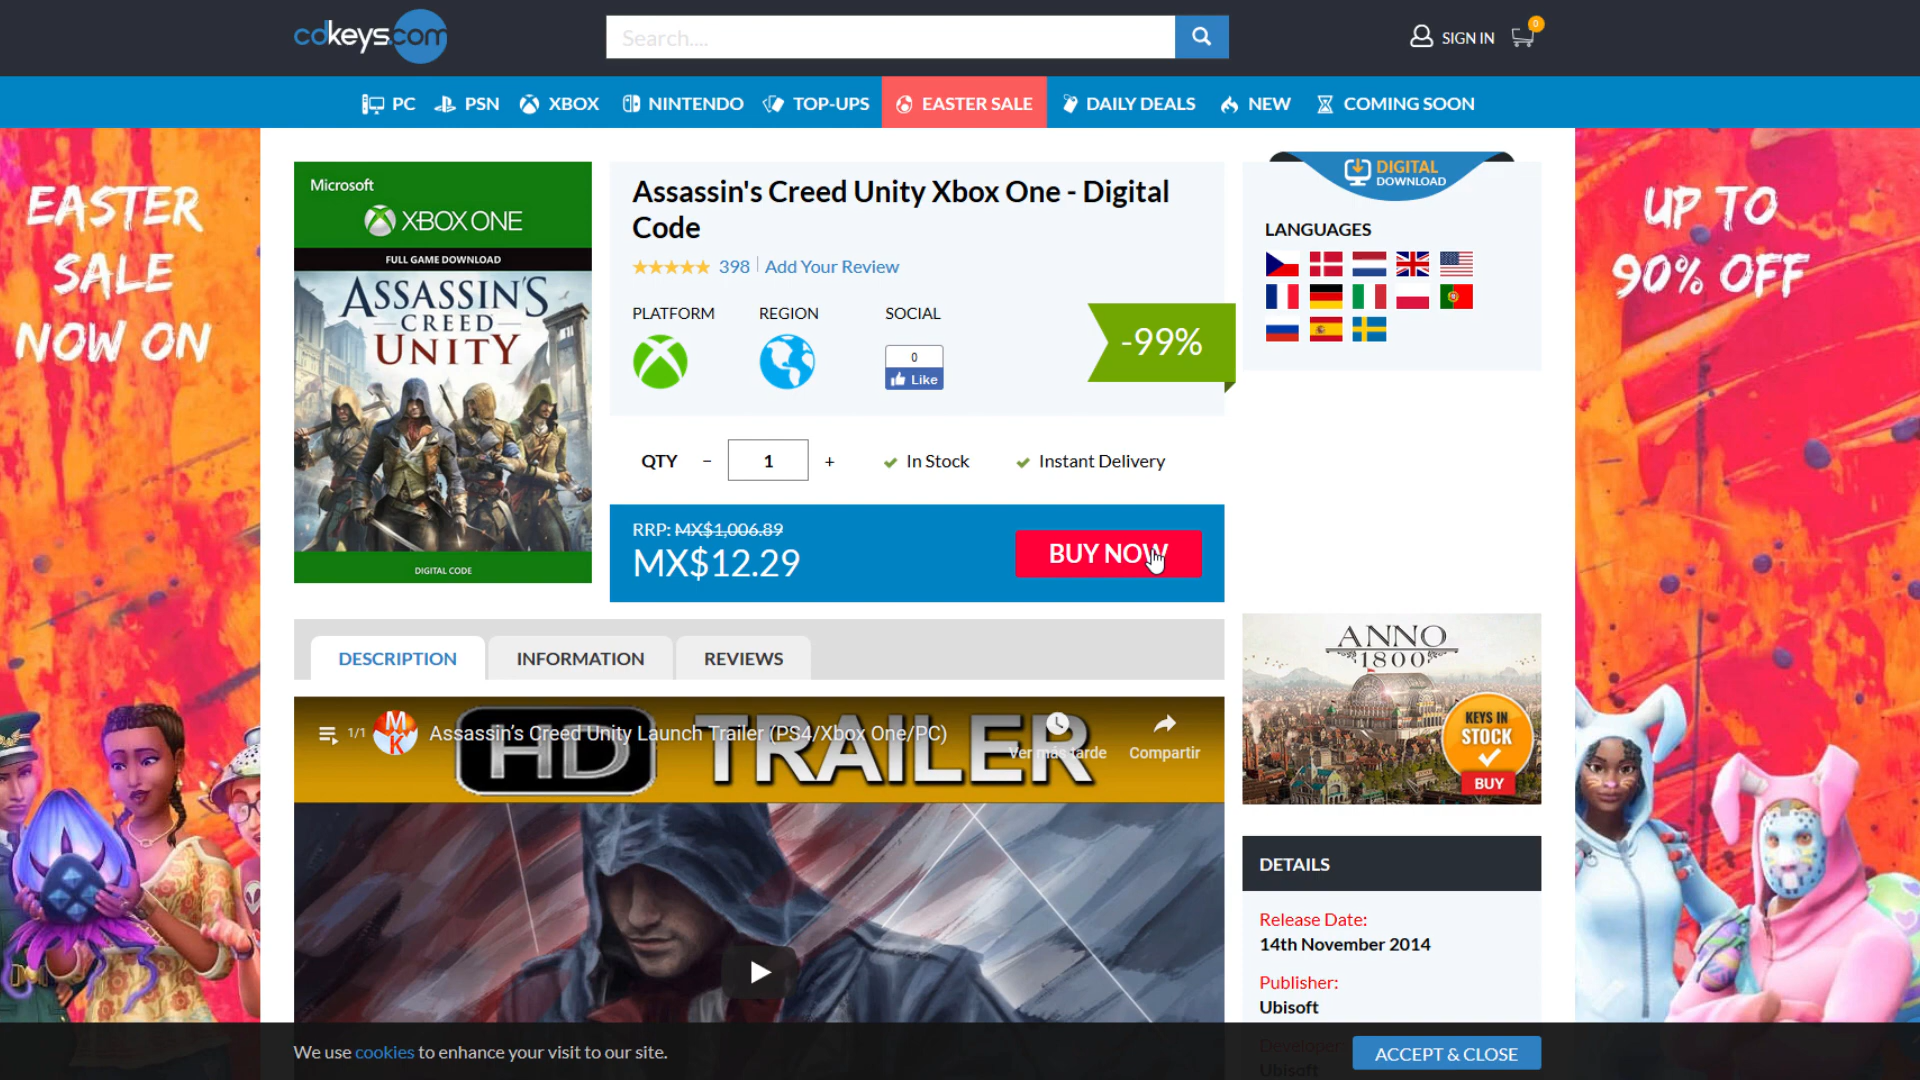 cdkeys.com
Search....
SIGN IN
0
PC
PSN
XBOX
NINTENDO
TOP-UPS
EASTER SALE
DAILY DEALS
NEW
COMING SOON
EASTER
SALE
NOW ON
UP TO
90% OFF
Microsoft
XBOX ONE
FULL GAME DOWNLOAD
ASSASSIN'S
CREED
UNITY
DIGITAL CODE
Assassin's Creed Unity Xbox One - Digital
Code
398
Add Your Review
PLATFORM
REGION
SOCIAL
0
Like
-99%
DIGITAL
DOWNLOAD
LANGUAGES
QTY
−
1
+
In Stock
Instant Delivery
RRP: MX$1,006.89
MX$12.29
BUY NOW
DESCRIPTION
INFORMATION
REVIEWS
1/1
MK
Assassin's Creed Unity Launch Trailer (PS4/Xbox One/PC)
HD TRAILER
Ver más tarde
Compartir
ANNO
1800
KEYS IN
STOCK
BUY
DETAILS
Release Date:
14th November 2014
Publisher:
Ubisoft
Developer:
Ubisoft
We use cookies to enhance your visit to our site.
ACCEPT & CLOSE